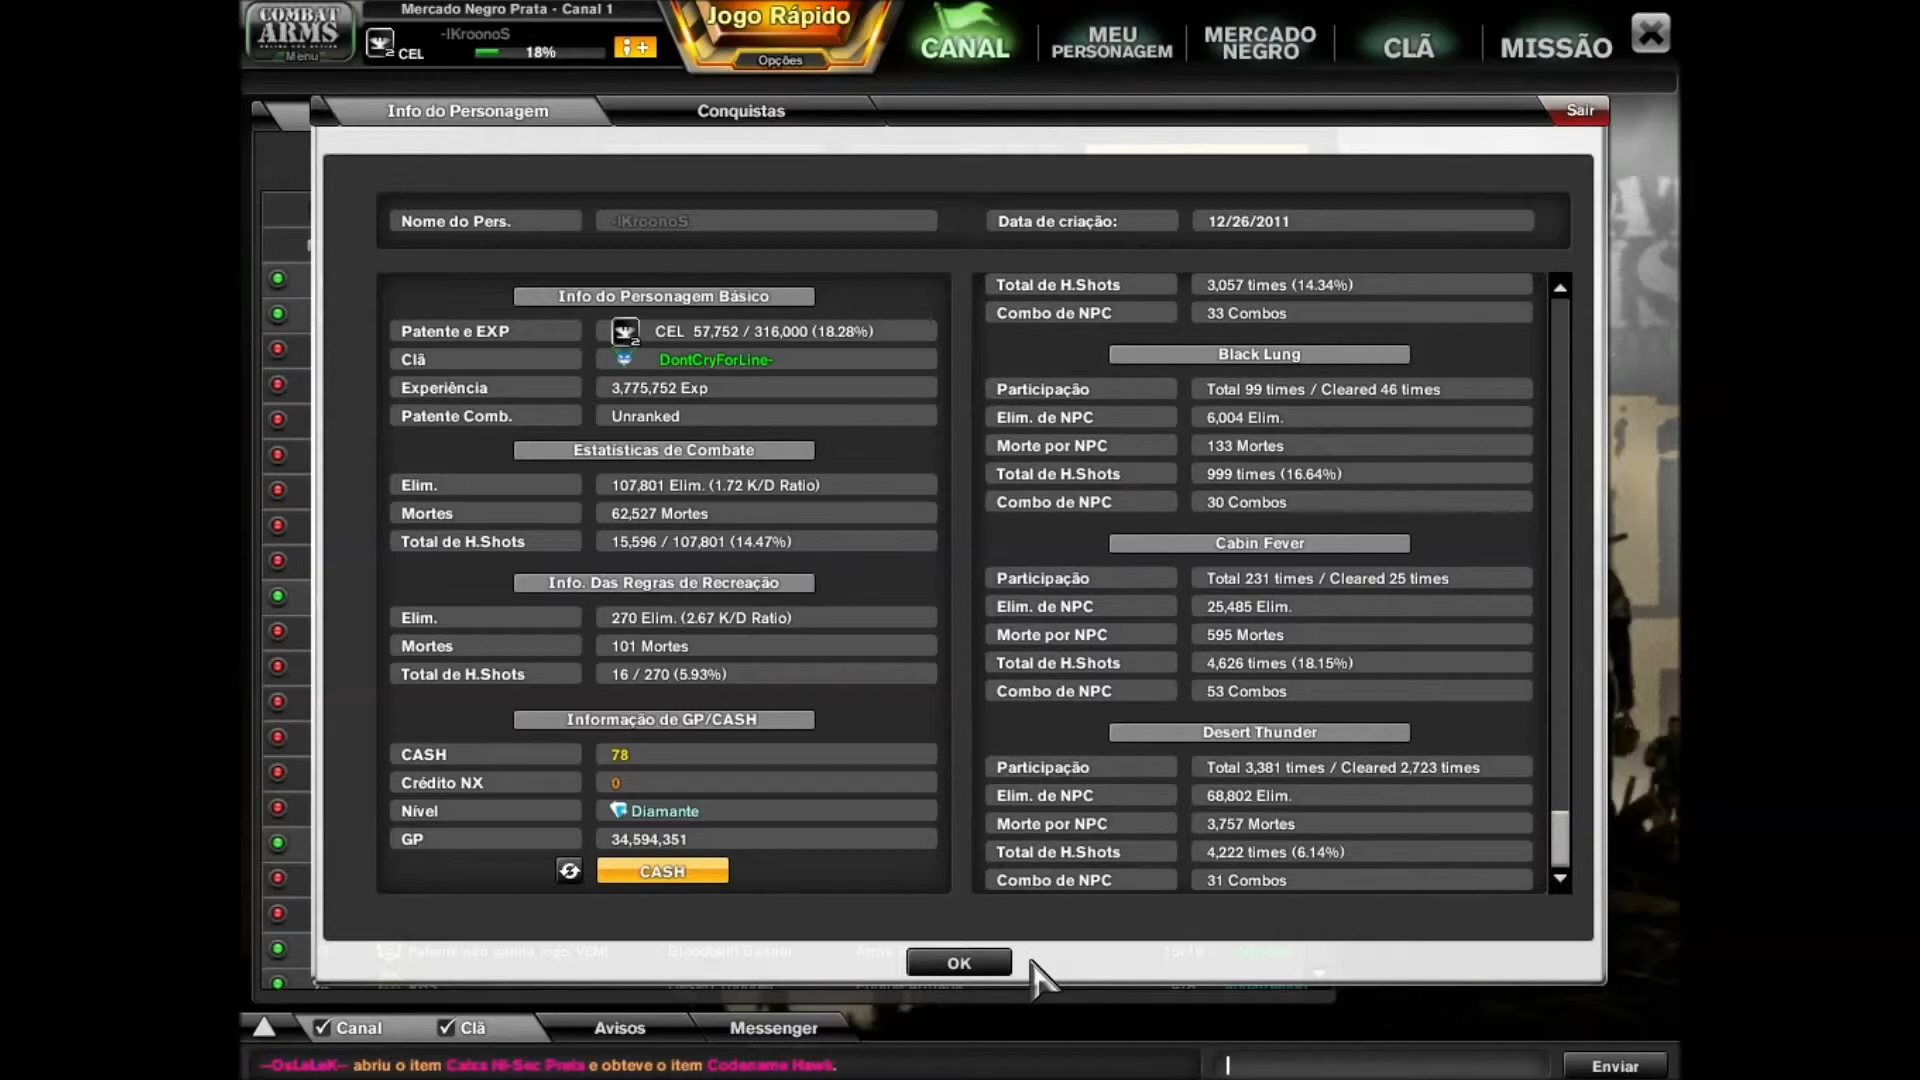 COMBAT ARMS
Menu
Mercado Negro Prata - Canal 1
-IKroonoS
CEL
18%
Jogo Rápido
Opções
CANAL
MEU PERSONAGEM
MERCADO NEGRO
CLÃ
MISSÃO
Info do Personagem
Conquistas
Sair
Nome do Pers.
-IKroonoS
Data de criação:
12/26/2011
Info do Personagem Básico
Patente e EXP
2
CEL 57,752 / 316,000 (18.28%)
Clã
DontCryForLine-
Experiência
3,775,752 Exp
Patente Comb.
Unranked
Estatísticas de Combate
Elim.
107,801 Elim. (1.72 K/D Ratio)
Mortes
62,527 Mortes
Total de H.Shots
15,596 / 107,801 (14.47%)
Info. Das Regras de Recreação
Elim.
270 Elim. (2.67 K/D Ratio)
Mortes
101 Mortes
Total de H.Shots
16 / 270 (5.93%)
Informação de GP/CASH
CASH
78
Crédito NX
0
Nível
Diamante
GP
34,594,351
CASH
Total de H.Shots
3,057 times (14.34%)
Combo de NPC
33 Combos
Black Lung
Participação
Total 99 times / Cleared 46 times
Elim. de NPC
6,004 Elim.
Morte por NPC
133 Mortes
Total de H.Shots
999 times (16.64%)
Combo de NPC
30 Combos
Cabin Fever
Participação
Total 231 times / Cleared 25 times
Elim. de NPC
25,485 Elim.
Morte por NPC
595 Mortes
Total de H.Shots
4,626 times (18.15%)
Combo de NPC
53 Combos
Desert Thunder
Participação
Total 3,381 times / Cleared 2,723 times
Elim. de NPC
68,802 Elim.
Morte por NPC
3,757 Mortes
Total de H.Shots
4,222 times (6.14%)
Combo de NPC
31 Combos
OK
Canal
Clã
Avisos
Messenger
--OsLaLaK-- abriu o item Caixa Hi-Sec Prata e obteve o item Codename Hawk.
Enviar